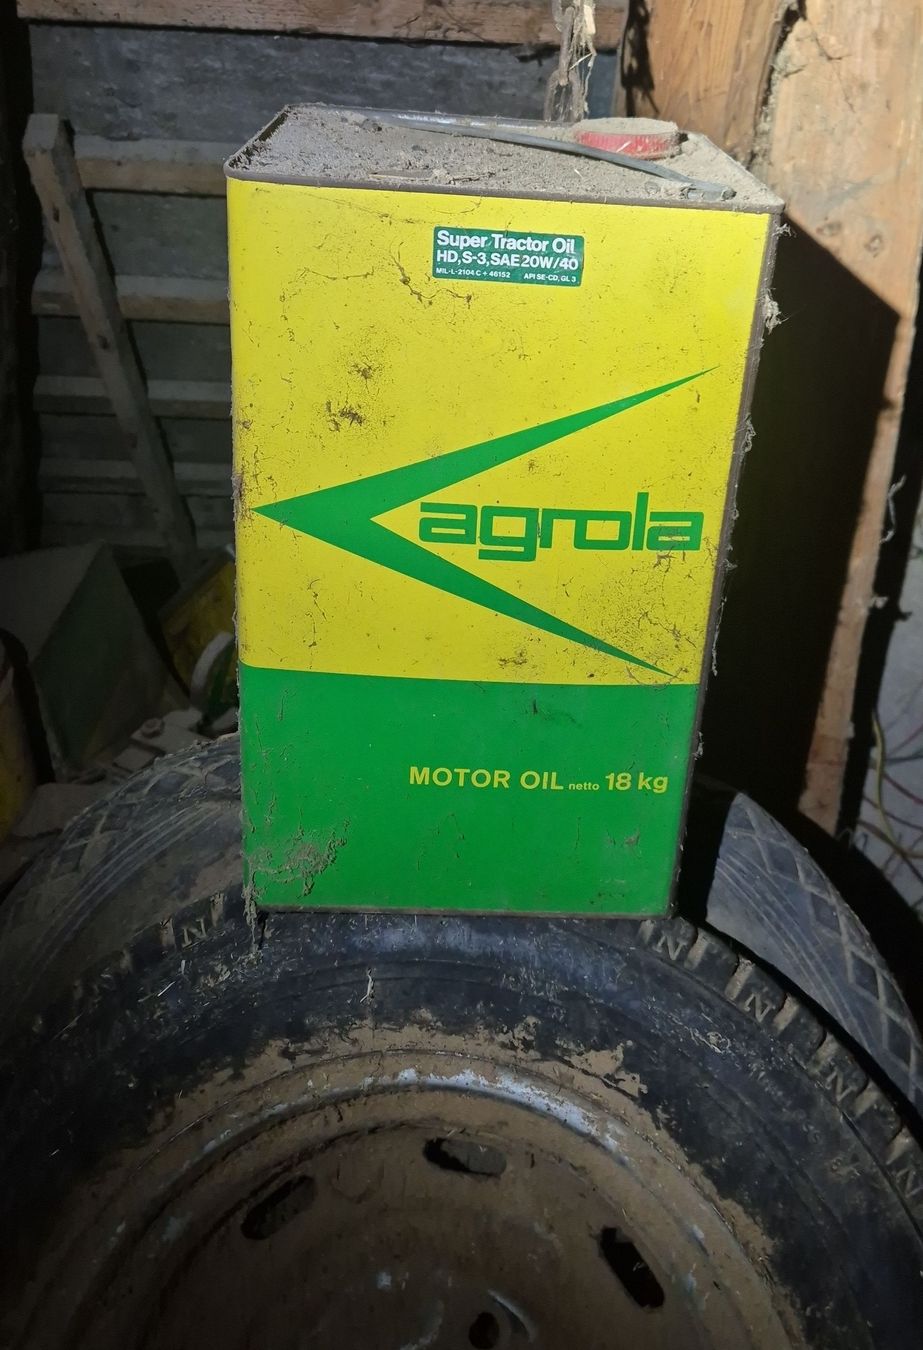 Super Tractor Oil
HD, S-3, SAE 20W/40
MIL-L-2104 C + 46152 API SE-CD, GL 3
agrola
MOTOR OIL netto 18 kg